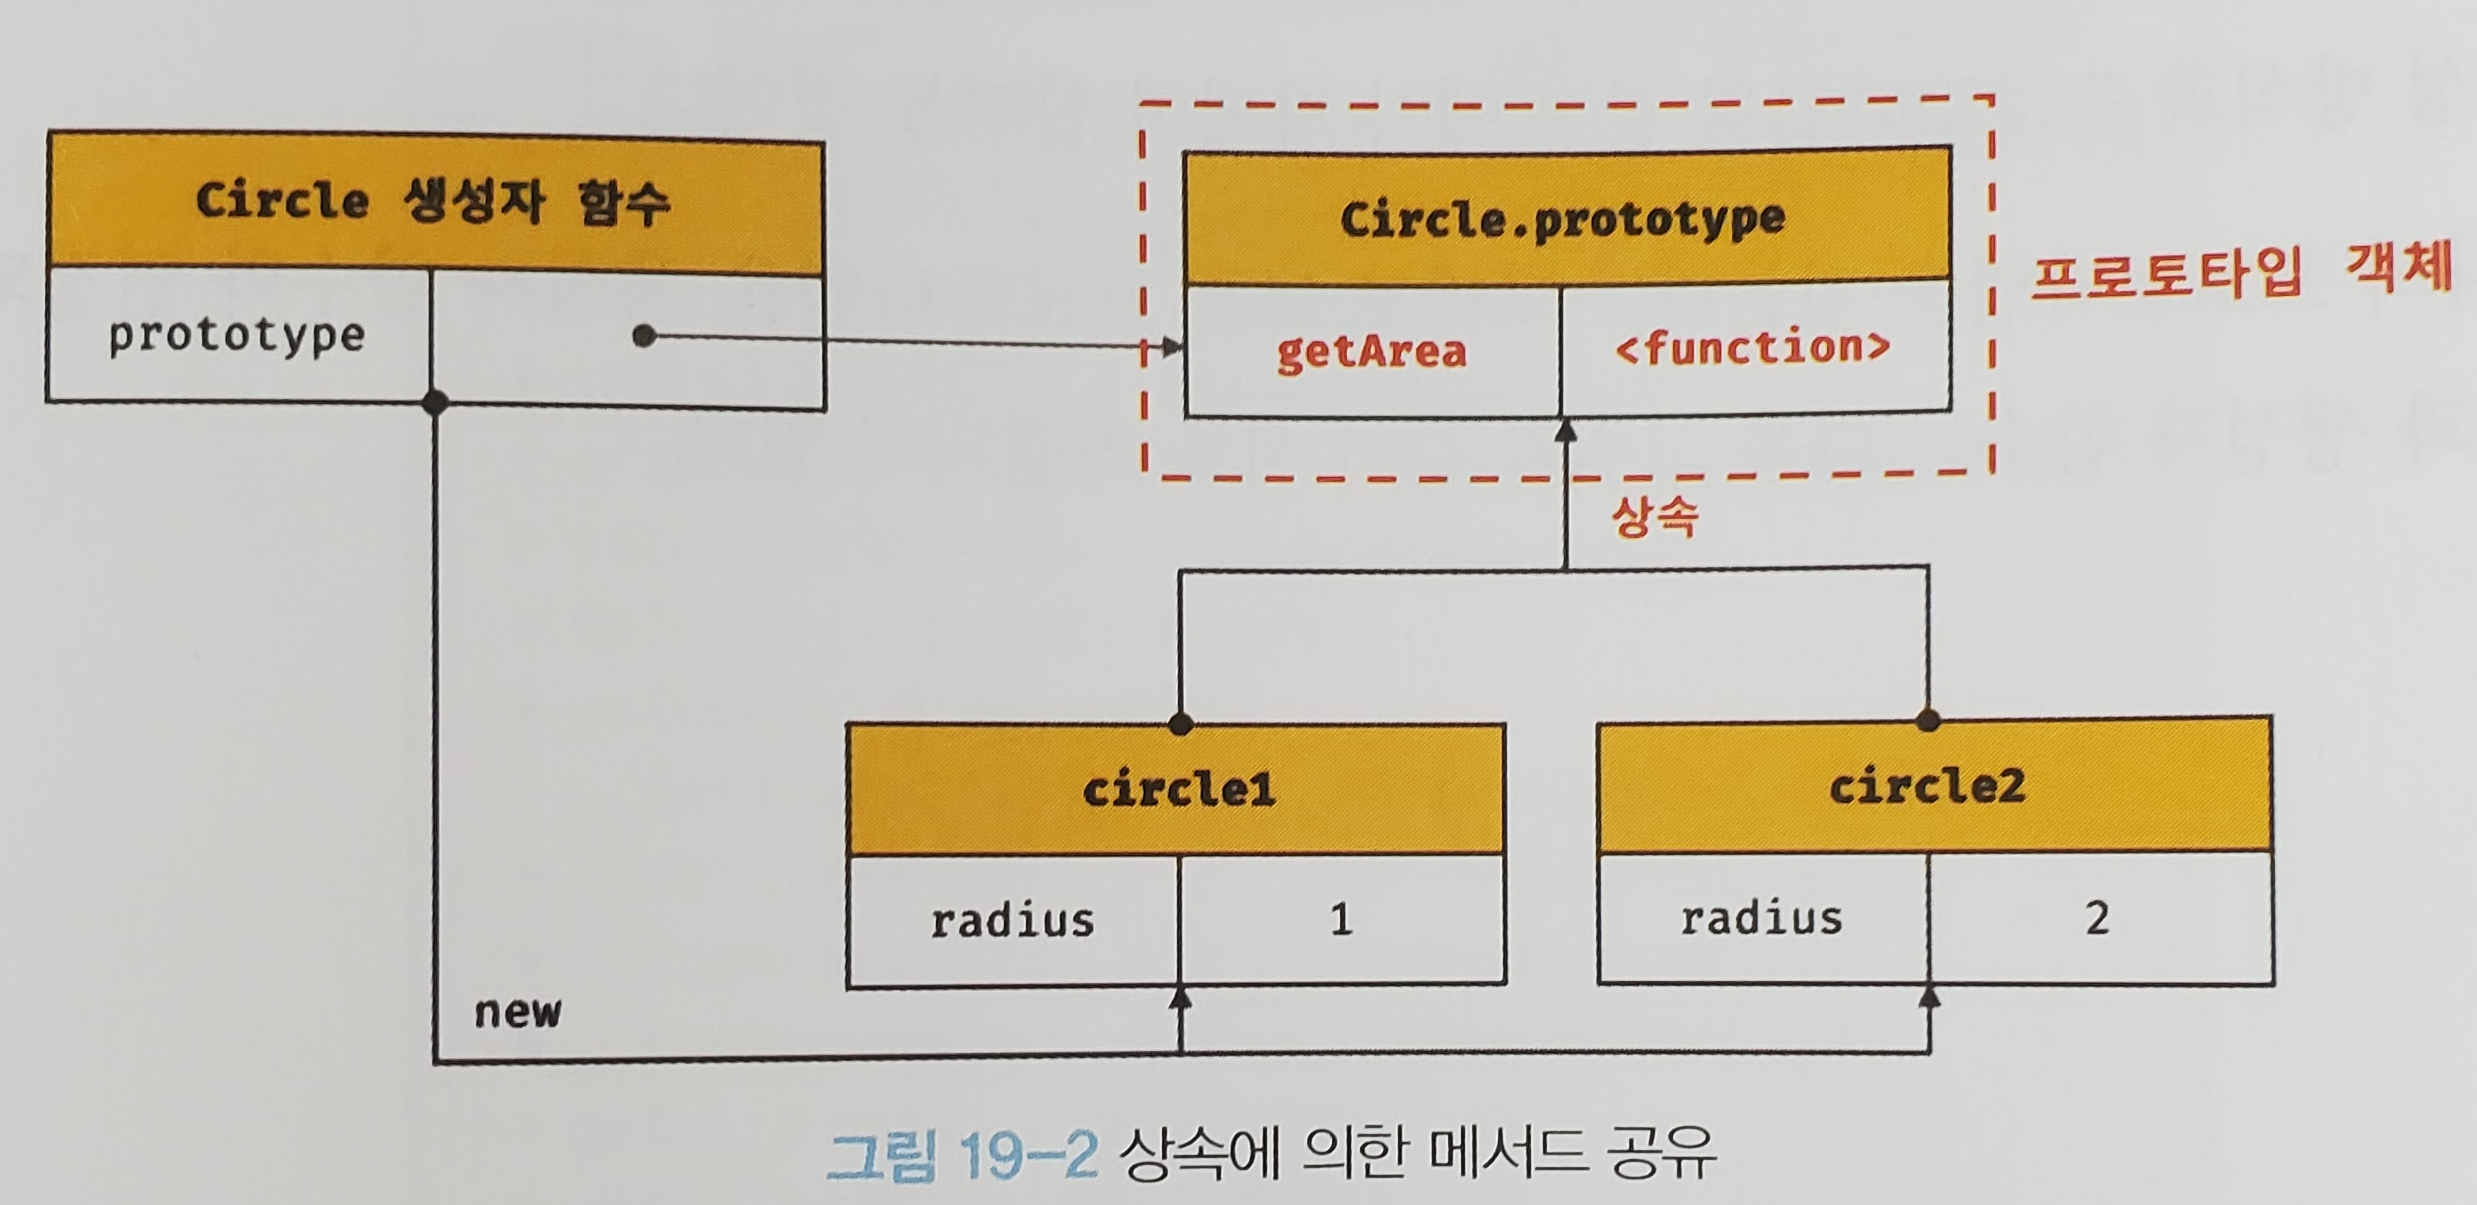 Circle 생성자 함수
prototype
Circle.prototype
getArea
<function>
프로토타입 객체
상속
circle1
radius
1
circle2
radius
2
new
그림 19-2 상속에 의한 메서드 공유